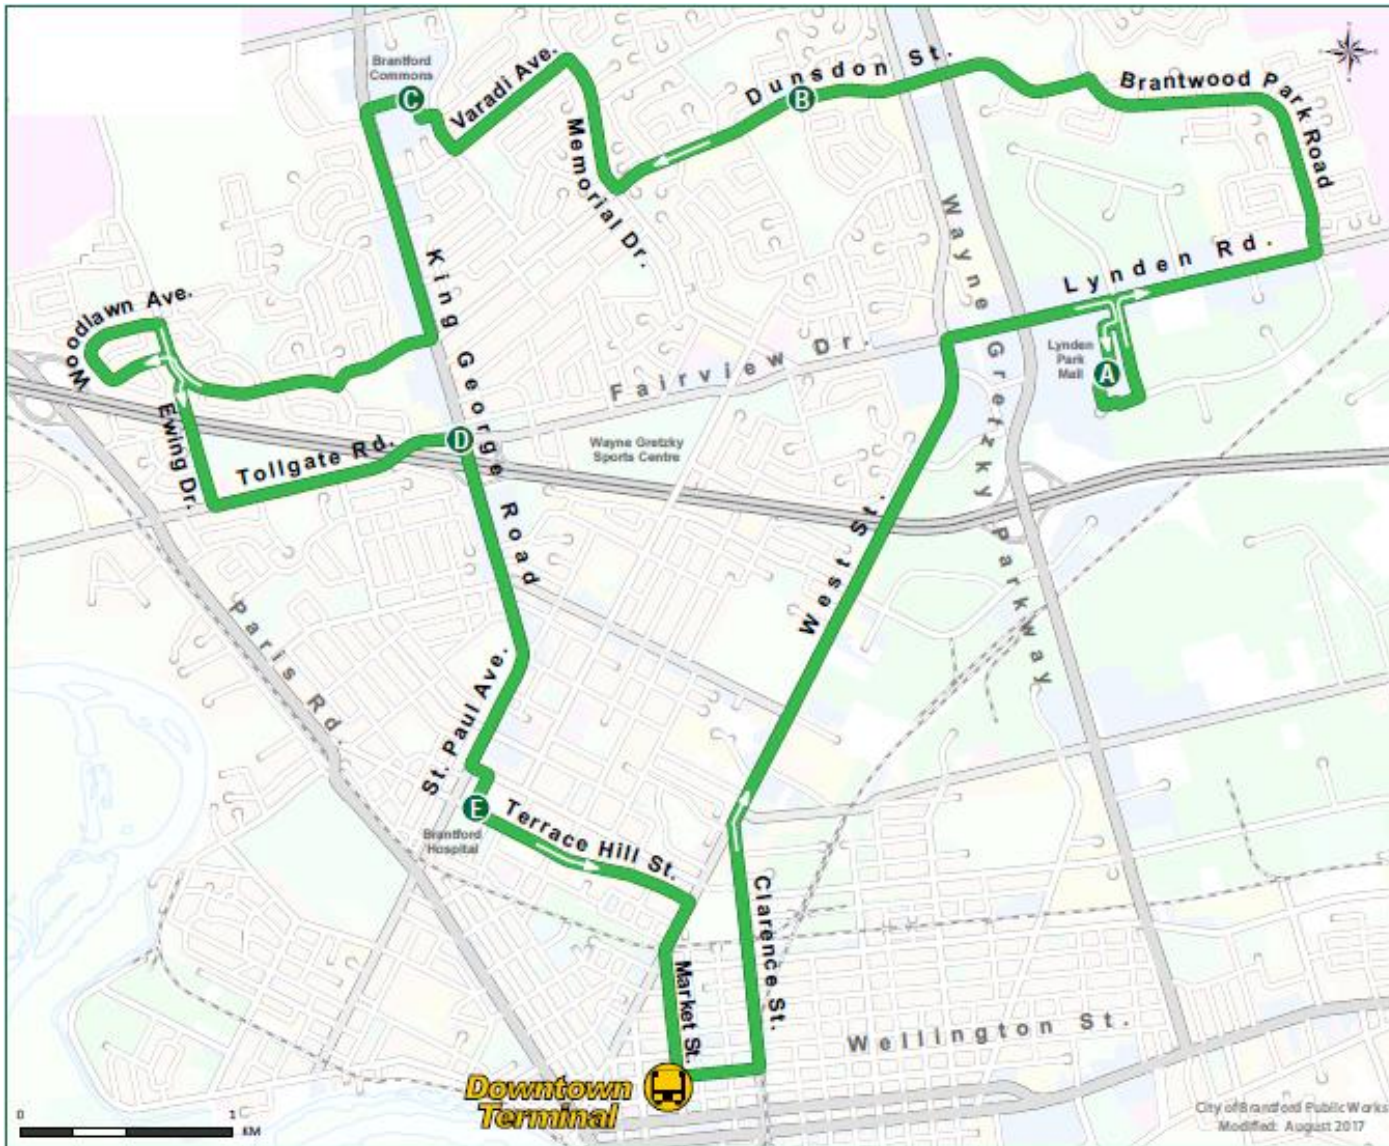 Brantford
Commons
C
Varadi Ave.
Dunsdon St.
B
Brantwood Park Road
Memorial Dr.
Wayne Gretzky Parkway
Lynden Rd.
King George Road
Woodlawn Ave.
Fairview Dr.
Lynden
Park
Mall
A
Ewing Dr.
Tollgate Rd.
D
Wayne Gretzky
Sports Centre
West St.
Paris Rd.
St. Paul Ave.
E
Brantford
Hospital
Terrace Hill St.
Clarence St.
Market St.
Wellington St.
Downtown
Terminal
0 1
KM
City of Brantford Public Works
Modified: August 2017